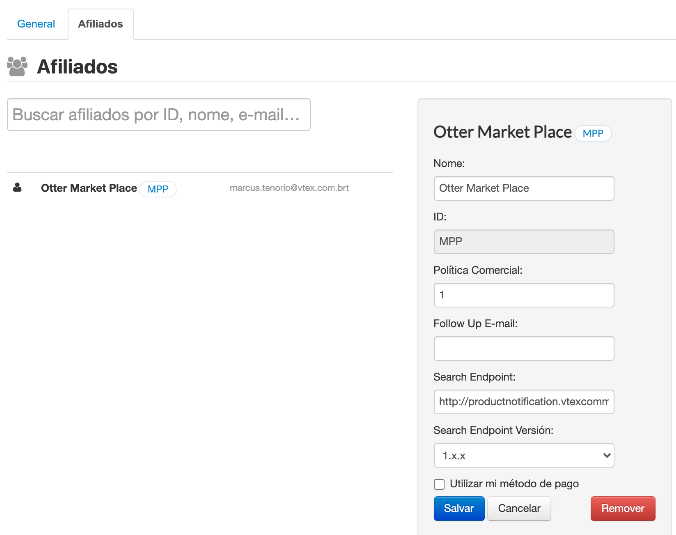 General
Afiliados
Afiliados
Buscar afiliados por ID, nome, e-mail...
Otter Market Place MPP marcus.tenorio@vtex.com.brt
Otter Market Place MPP
Nome:
Otter Market Place
ID:
MPP
Política Comercial:
1
Follow Up E-mail:
Search Endpoint:
http://productnotification.vtexcomm
Search Endpoint Versión:
1.x.x
Utilizar mi método de pago
Salvar
Cancelar
Remover